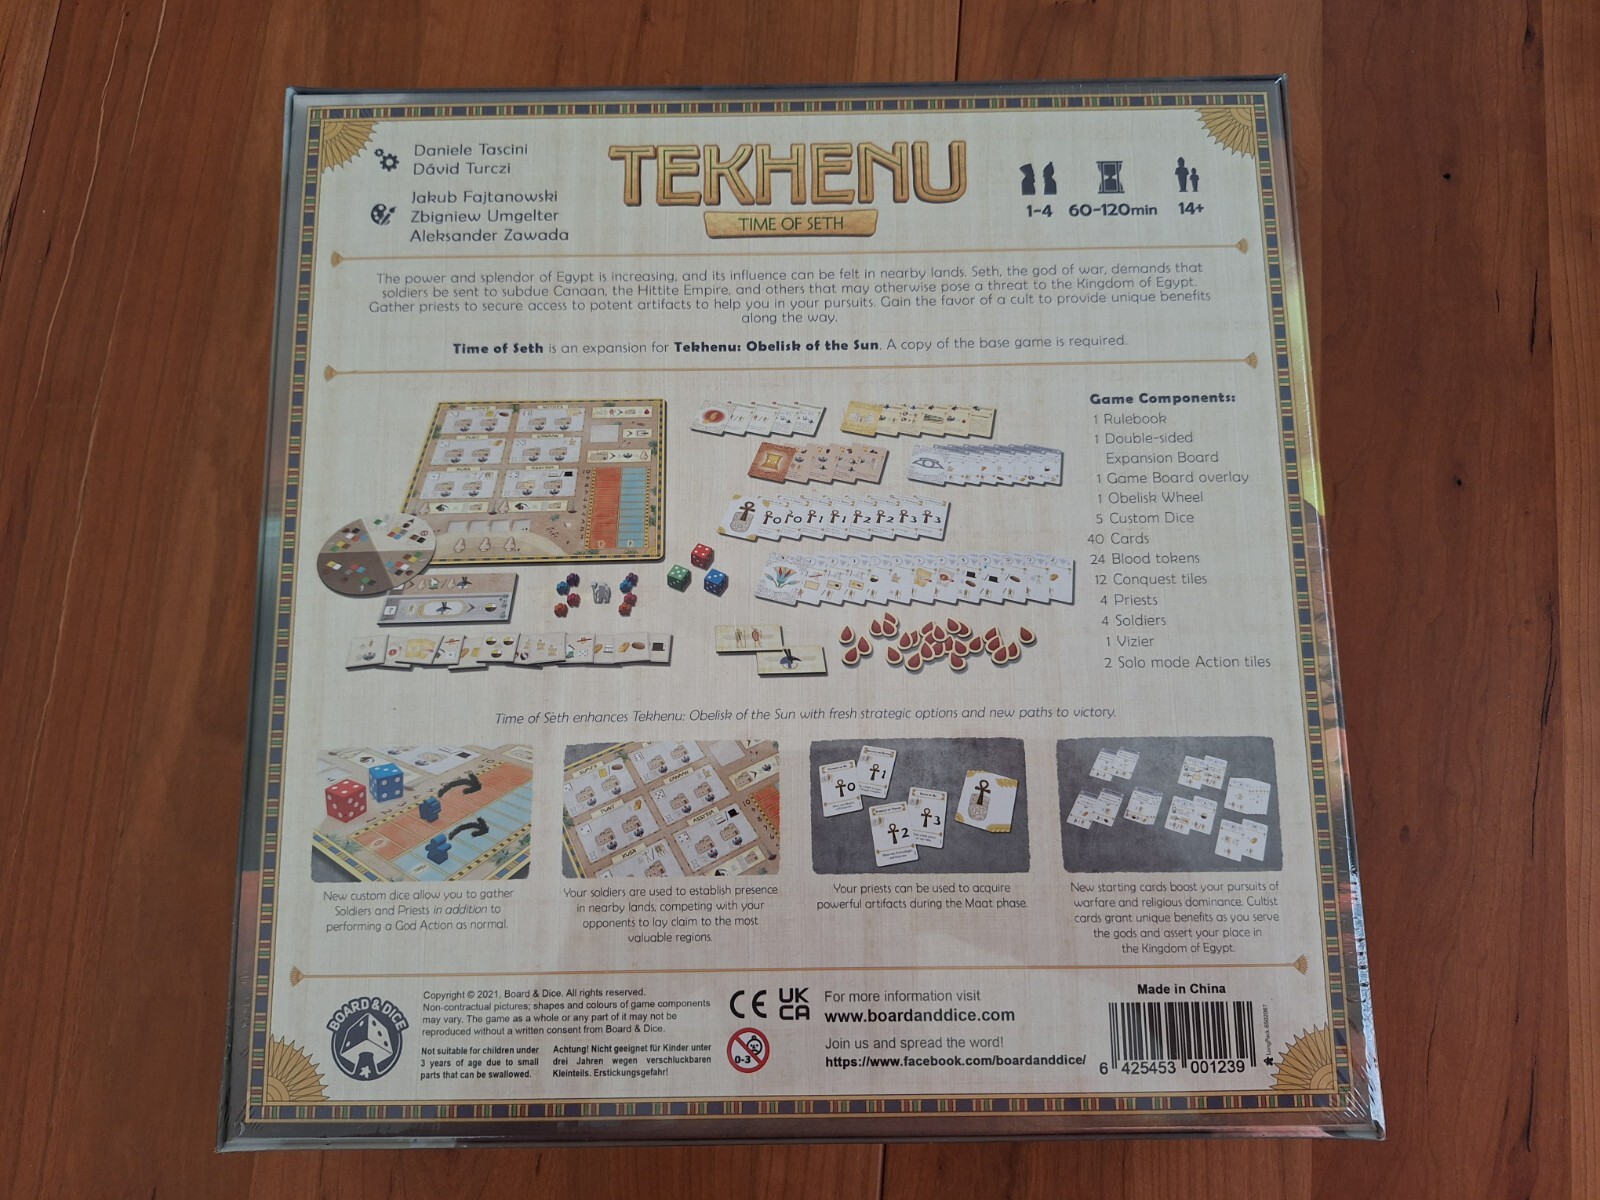 Daniele Tascini
Dávid Turczi
Jakub Fajtanowski
Zbigniew Umgelter
Aleksander Zawada
TEKHENU
TIME OF SETH
1-4
60-120min
14+
The power and splendor of Egypt is increasing, and its influence can be felt in nearby lands. Seth, the god of war, demands that
soldiers be sent to subdue Canaan, the Hittite Empire, and others that may otherwise pose a threat to the Kingdom of Egypt.
Gather priests to secure access to potent artifacts to help you in your pursuits. Gain the favor of a cult to provide unique benefits
along the way.
Time of Seth is an expansion for Tekhenu: Obelisk of the Sun. A copy of the base game is required.
Game Components:
1 Rulebook
1 Double-sided
Expansion Board
1 Game Board overlay
1 Obelisk Wheel
5 Custom Dice
40 Cards
24 Blood tokens
12 Conquest tiles
4 Priests
4 Soldiers
1 Vizier
2 Solo mode Action tiles
0 0 1 1 2 2 3 3
Time of Seth enhances Tekhenu: Obelisk of the Sun with fresh strategic options and new paths to victory.
0
1
2
3
New custom dice allow you to gather
Soldiers and Priests in addition to
performing a God Action as normal.
Your soldiers are used to establish presence
in nearby lands, competing with your
opponents to lay claim to the most
valuable regions.
Your priests can be used to acquire
powerful artifacts during the Maat phase.
New starting cards boost your pursuits of
warfare and religious dominance. Cultist
cards grant unique benefits as you serve
the gods and assert your place in
the Kingdom of Egypt.
BOARD & DICE
Copyright © 2021, Board & Dice. All rights reserved.
Non-contractual pictures; shapes and colours of game components
may vary. The game as a whole or any part of it may not be
reproduced without a written consent from Board & Dice.
Not suitable for children under
3 years of age due to small
parts that can be swallowed.
Achtung! Nicht geeignet für Kinder unter
drei Jahren wegen verschluckbaren
Kleinteils. Erstickungsgefahr!
CE
UK
CA
0-3
For more information visit
www.boardanddice.com
Join us and spread the word!
https://www.facebook.com/boardanddice/
Made in China
6 425453 001239